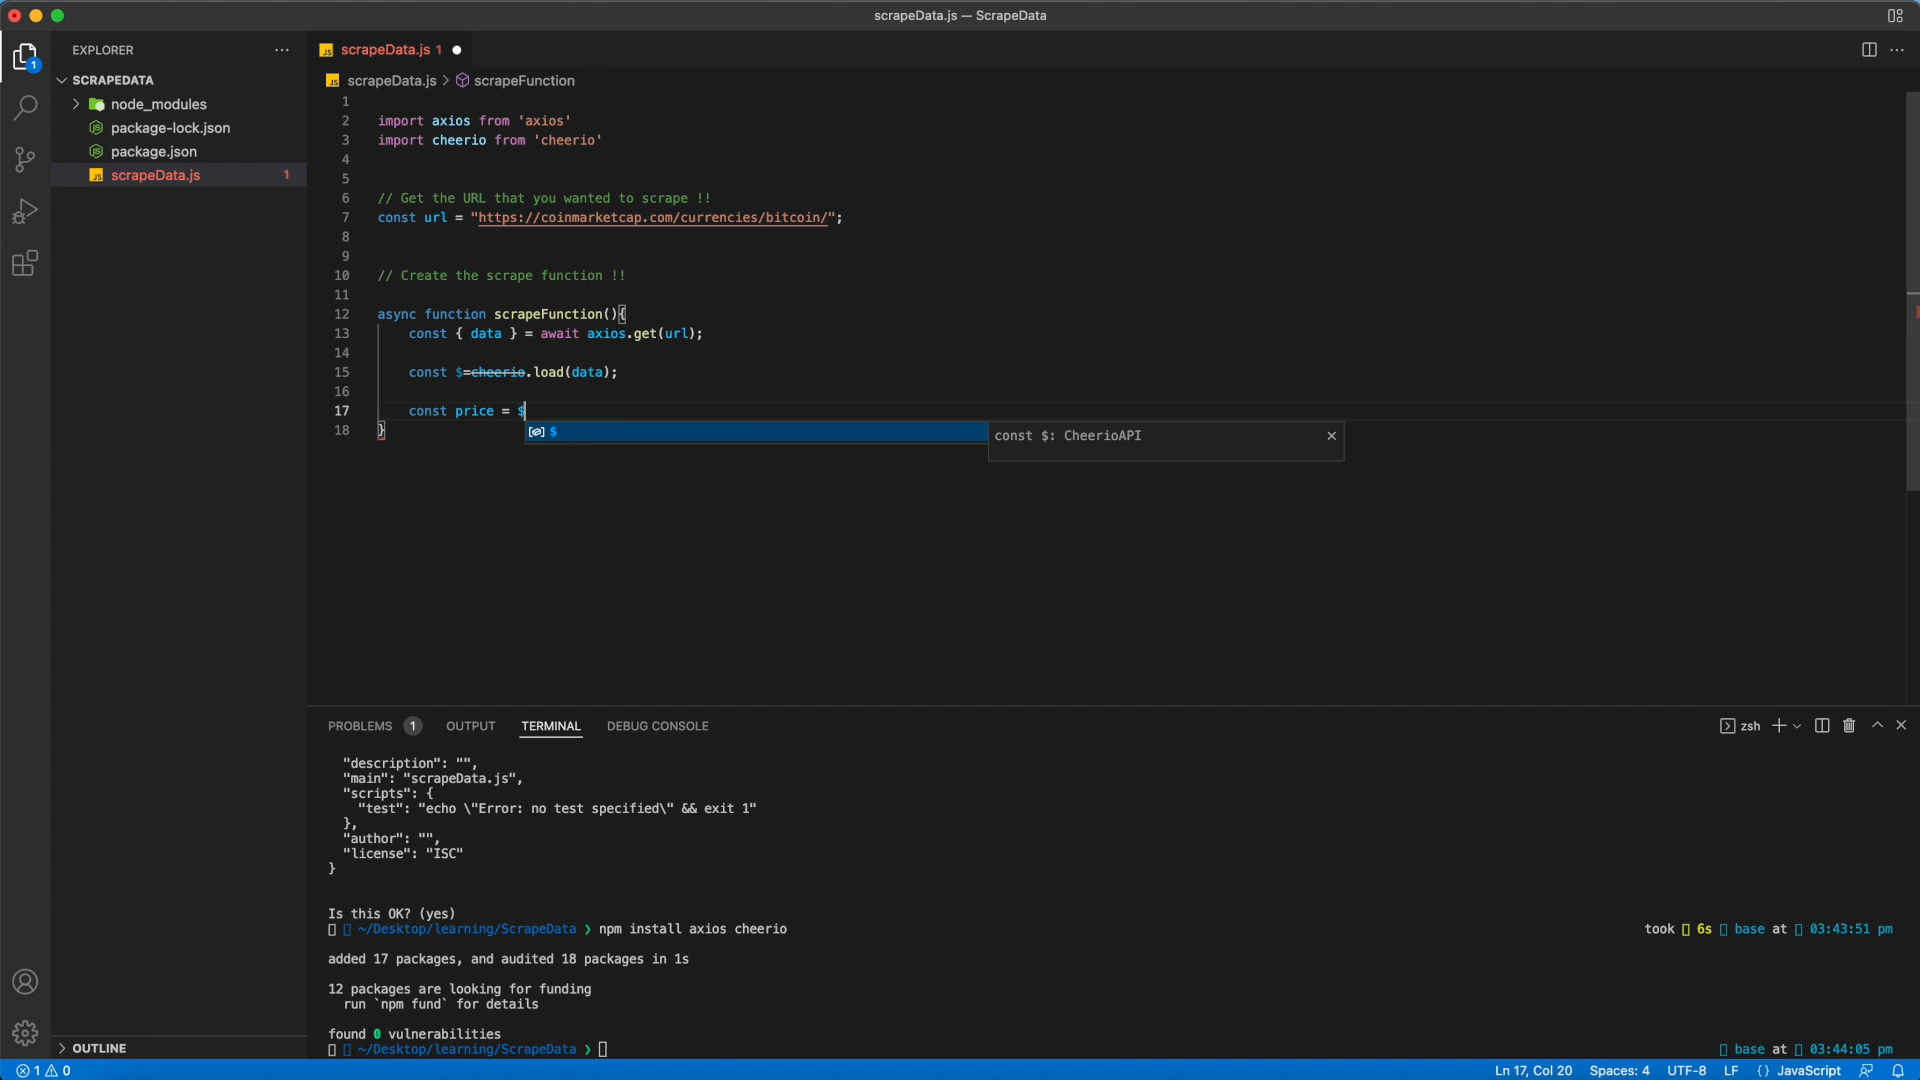 scrapeData.js — ScrapeData
EXPLORER
1
SCRAPEDATA
node_modules
package-lock.json
package.json
JS scrapeData.js 1
JS scrapeData.js 1
JS scrapeData.js > scrapeFunction
1
2 import axios from 'axios'
3 import cheerio from 'cheerio'
4
5
6 // Get the URL that you wanted to scrape !!
7 const url = "https://coinmarketcap.com/currencies/bitcoin/";
8
9
10 // Create the scrape function !!
11
12 async function scrapeFunction(){
13 const { data } = await axios.get(url);
14
15 const $=cheerio.load(data);
16
17 const price = $
18 }
$
const $: CheerioAPI
PROBLEMS 1 OUTPUT TERMINAL DEBUG CONSOLE
zsh
"description": "",
"main": "scrapeData.js",
"scripts": {
"test": "echo \"Error: no test specified\" && exit 1"
},
"author": "",
"license": "ISC"
}
Is this OK? (yes)
~/Desktop/learning/ScrapeData ❯ npm install axios cheerio took 6s base at 03:43:51 pm
added 17 packages, and audited 18 packages in 1s
12 packages are looking for funding
run `npm fund` for details
found 0 vulnerabilities
~/Desktop/learning/ScrapeData ❯ base at 03:44:05 pm
OUTLINE
1 0
Ln 17, Col 20 Spaces: 4 UTF-8 LF {} JavaScript